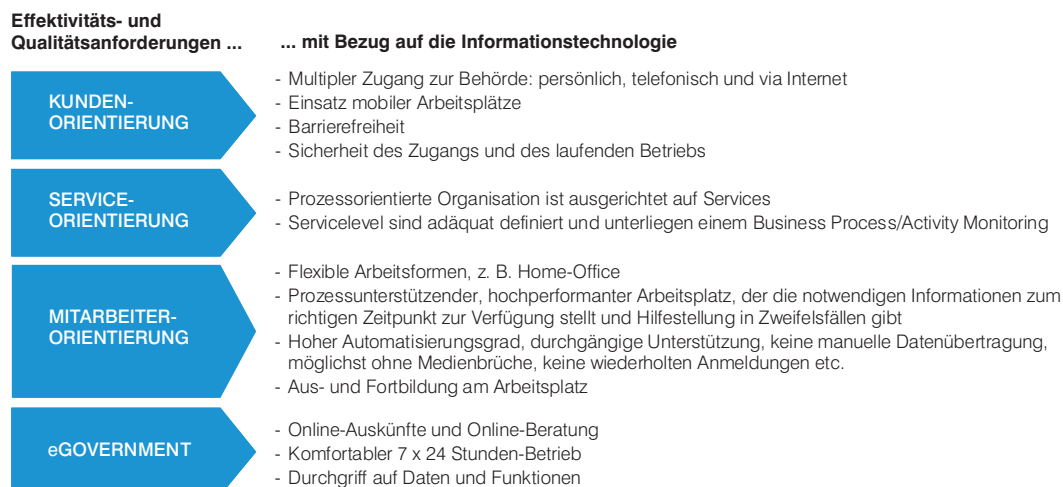 Effektivitäts- und
Qualitätsanforderungen ...
... mit Bezug auf die Informationstechnologie
KUNDEN-
ORIENTIERUNG
- Multipler Zugang zur Behörde: persönlich, telefonisch und via Internet
- Einsatz mobiler Arbeitsplätze
- Barrierefreiheit
- Sicherheit des Zugangs und des laufenden Betriebs
SERVICE-
ORIENTIERUNG
- Prozessorientierte Organisation ist ausgerichtet auf Services
- Servicelevel sind adäquat definiert und unterliegen einem Business Process/Activity Monitoring
MITARBEITER-
ORIENTIERUNG
- Flexible Arbeitsformen, z. B. Home-Office
- Prozessunterstützender, hochperformanter Arbeitsplatz, der die notwendigen Informationen zum
richtigen Zeitpunkt zur Verfügung stellt und Hilfestellung in Zweifelsfällen gibt
- Hoher Automatisierungsgrad, durchgängige Unterstützung, keine manuelle Datenübertragung,
möglichst ohne Medienbrüche, keine wiederholten Anmeldungen etc.
- Aus- und Fortbildung am Arbeitsplatz
eGOVERNMENT
- Online-Auskünfte und Online-Beratung
- Komfortabler 7 x 24 Stunden-Betrieb
- Durchgriff auf Daten und Funktionen